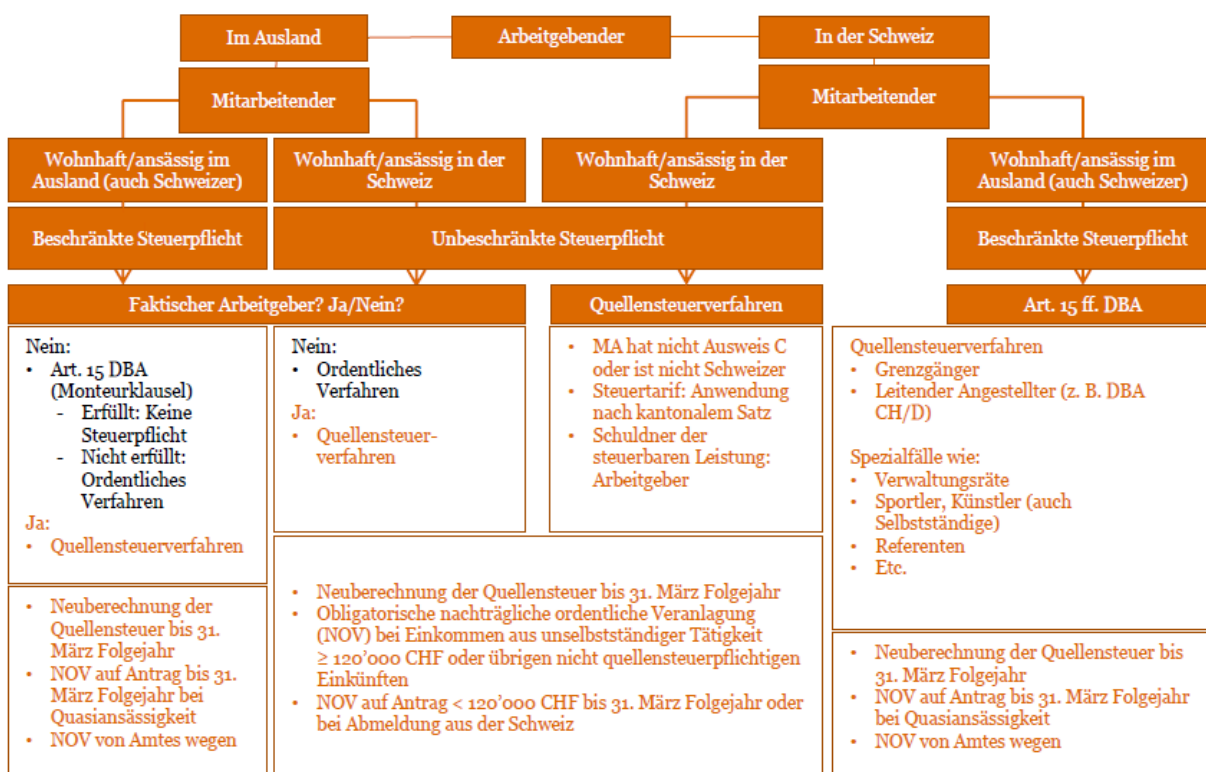 Im Ausland
Arbeitgebender
In der Schweiz
Mitarbeitender
Mitarbeitender
Wohnhaft/ansässig im
Ausland (auch Schweizer)
Wohnhaft/ansässig in der
Schweiz
Wohnhaft/ansässig in der
Schweiz
Wohnhaft/ansässig im
Ausland (auch Schweizer)
Beschränkte Steuerpflicht
Unbeschränkte Steuerpflicht
Beschränkte Steuerpflicht
Faktischer Arbeitgeber? Ja/Nein?
Quellensteuerverfahren
Art. 15 ff. DBA
Nein:
• Art. 15 DBA
(Monteurklausel)
- Erfüllt: Keine
Steuerpflicht
- Nicht erfüllt:
Ordentliches
Verfahren
Ja:
• Quellensteuerverfahren
Nein:
• Ordentliches
Verfahren
Ja:
• Quellensteuer-
verfahren
• MA hat nicht Ausweis C
oder ist nicht Schweizer
• Steuertarif: Anwendung
nach kantonalem Satz
• Schuldner der
steuerbaren Leistung:
Arbeitgeber
Quellensteuerverfahren
• Grenzgänger
• Leitender Angestellter (z. B. DBA
CH/D)
Spezialfälle wie:
• Verwaltungsräte
• Sportler, Künstler (auch
Selbstständige)
• Referenten
• Etc.
• Neuberechnung der
Quellensteuer bis 31.
März Folgejahr
• NOV auf Antrag bis 31.
März Folgejahr bei
Quasiansässigkeit
• NOV von Amtes wegen
• Neuberechnung der Quellensteuer bis 31. März Folgejahr
• Obligatorische nachträgliche ordentliche Veranlagung
(NOV) bei Einkommen aus unselbstständiger Tätigkeit
≥ 120’000 CHF oder übrigen nicht quellensteuerpflichtigen
Einkünften
• NOV auf Antrag < 120’000 CHF bis 31. März Folgejahr oder
bei Abmeldung aus der Schweiz
• Neuberechnung der Quellensteuer bis
31. März Folgejahr
• NOV auf Antrag bis 31. März Folgejahr
bei Quasiansässigkeit
• NOV von Amtes wegen